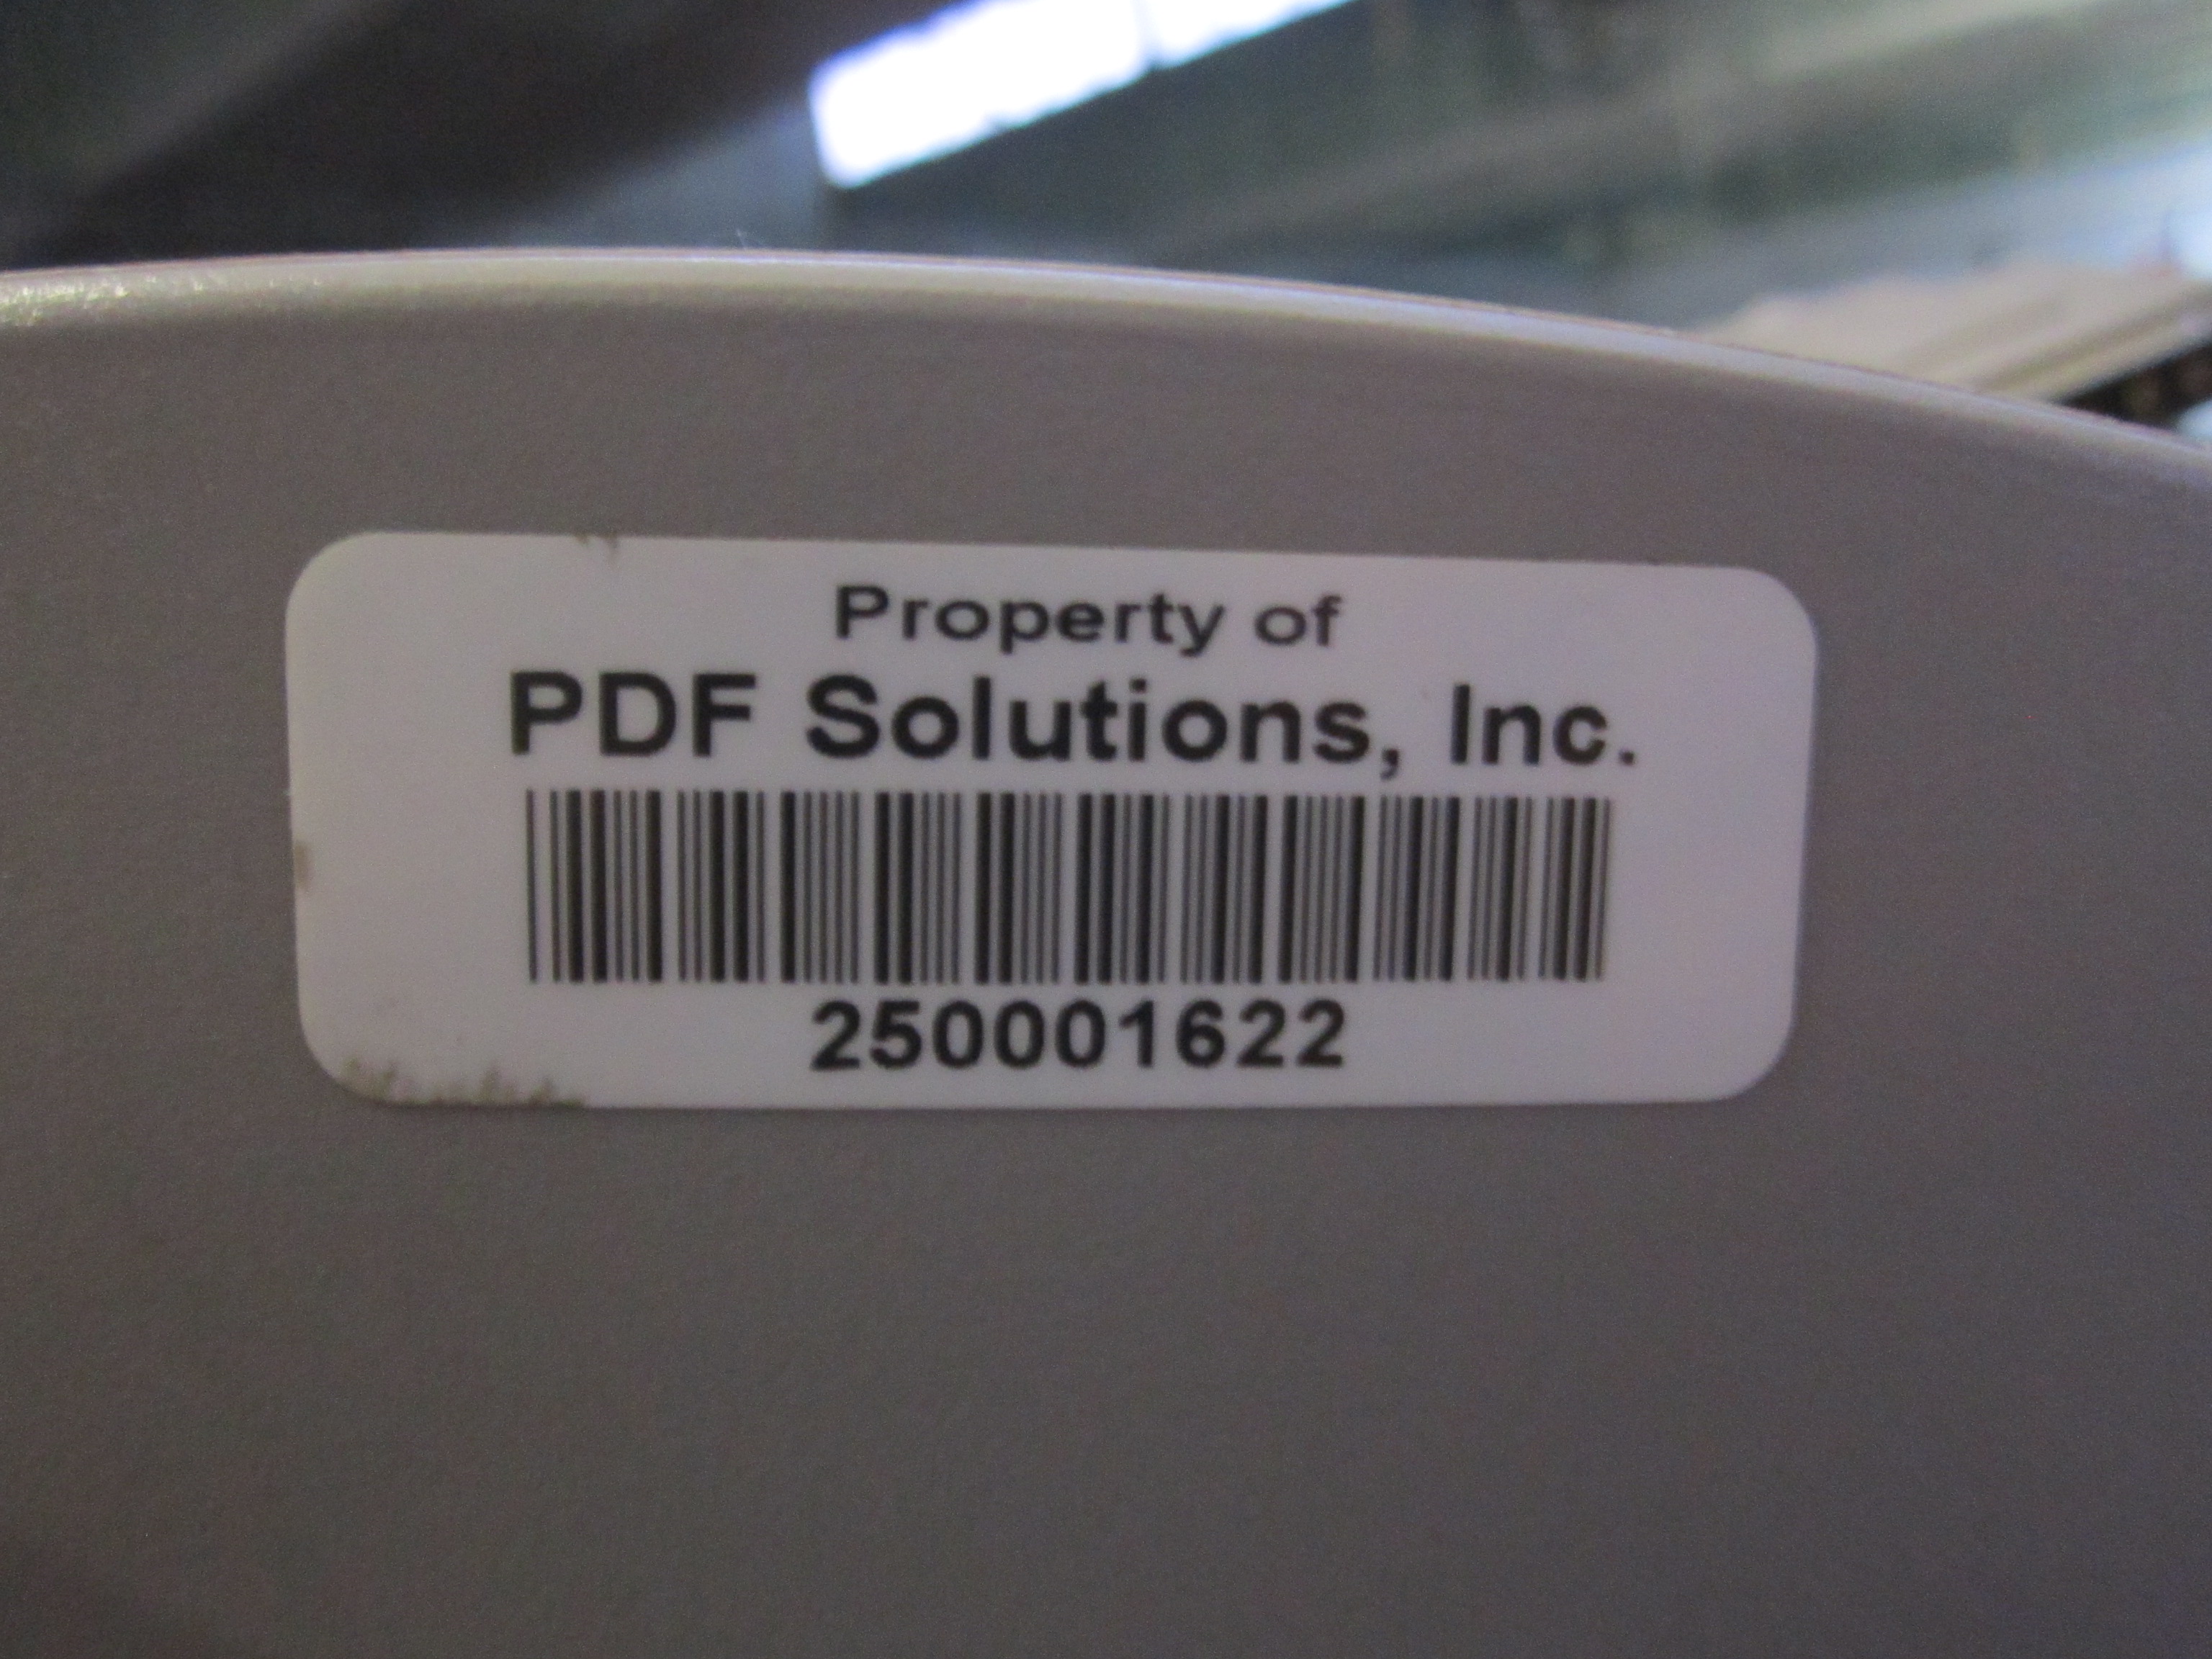 Property of
PDF Solutions, Inc.
250001622